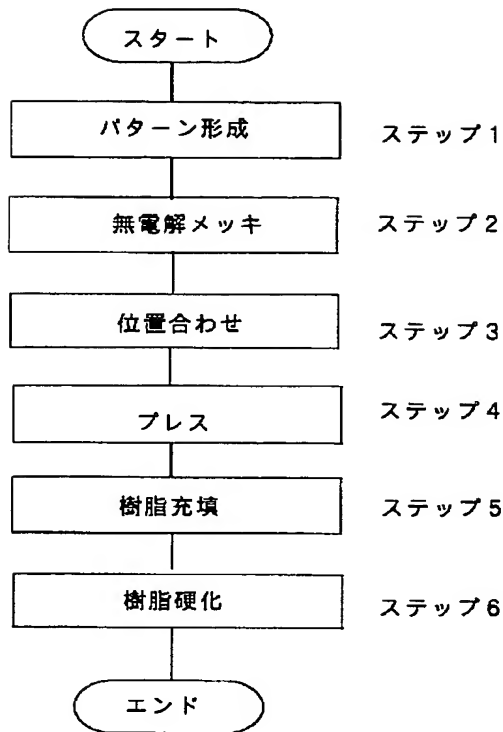 スタート
パターン形成 ステップ1
無電解メッキ ステップ2
位置合わせ ステップ3
プレス ステップ4
樹脂充填 ステップ5
樹脂硬化 ステップ6
エンド